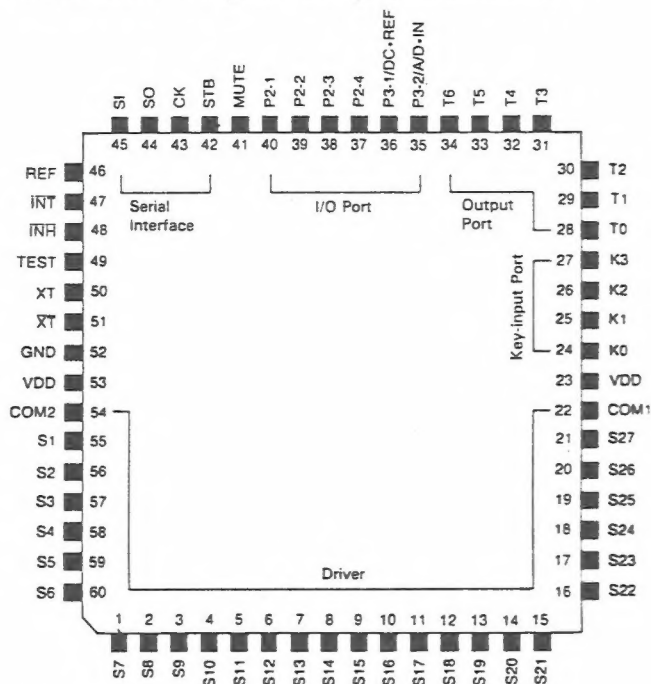 SI SO CK STB MUTE P2-1 P2-2 P2-3 P2-4 P3-1/DC•REF P3-2/A/D•IN T6 T5 T4 T3
45 44 43 42 41 40 39 38 37 36 35 34 33 32 31
REF 46 30 T2
INT 47 29 T1
Serial Interface
I/O Port
Output Port
INH 48 28 T0
TEST 49 27 K3
XT 50 26 K2
XT 51 25 K1
GND 52 24 K0
Key-input Port
VDD 53 23 VDD
COM2 54 22 COM1
S1 55 21 S27
S2 56 20 S26
S3 57 19 S25
S4 58 18 S24
S5 59 17 S23
Driver
S6 60 16 S22
1 2 3 4 5 6 7 8 9 10 11 12 13 14 15
S7 S8 S9 S10 S11 S12 S13 S14 S15 S16 S17 S18 S19 S20 S21